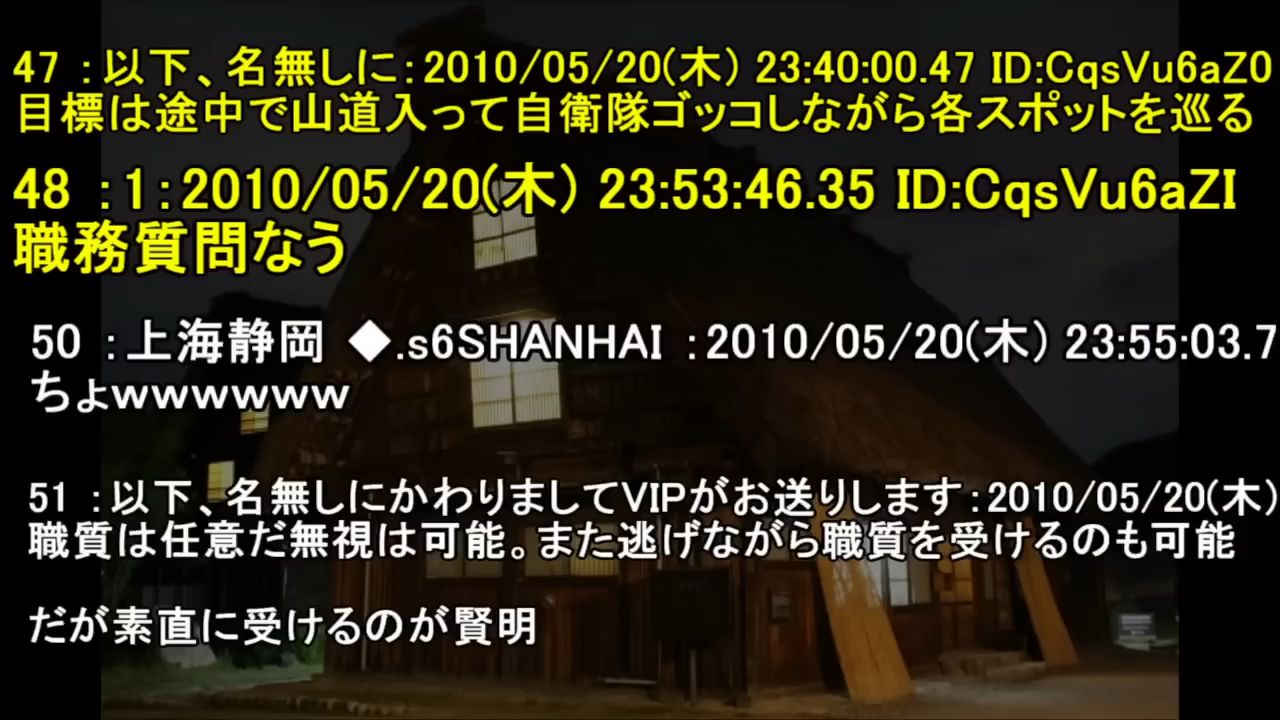 47 :以下、名無しに:2010/05/20(木) 23:40:00.47 ID:CqsVu6aZ0
目標は途中で山道入って自衛隊ゴッコしながら各スポットを巡る
48 :1:2010/05/20(木) 23:53:46.35 ID:CqsVu6aZI
職務質問なう
50 :上海静岡 ◆.s6SHANHAI :2010/05/20(木) 23:55:03.7
ちょwwwwww
51 :以下、名無しにかわりましてVIPがお送りします:2010/05/20(木)
職質は任意だ無視は可能。また逃げながら職質を受けるのも可能
だが素直に受けるのが賢明